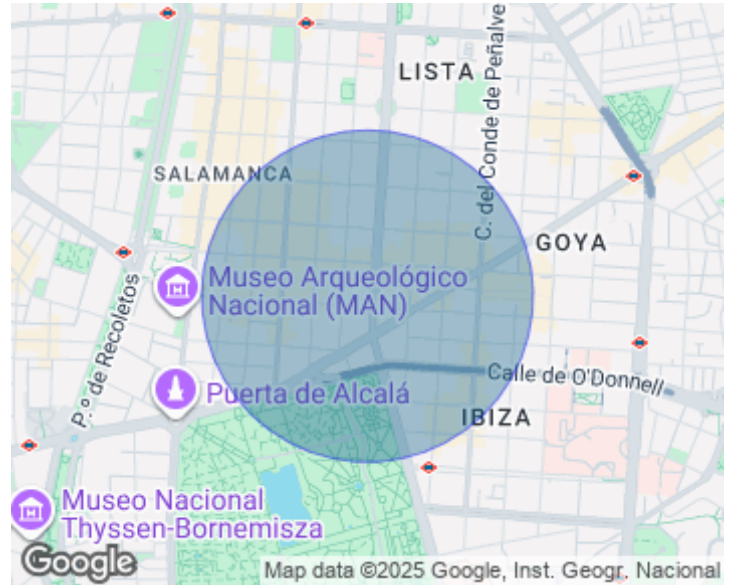 LISTA
C. del Conde de Peñalve
SALAMANCA
GOYA
Museo Arqueológico
Nacional (MAN)
P.º de Recoletos
Calle de O'Donnell
Puerta de Alcalá
IBIZA
Museo Nacional
Thyssen-Bornemisza
Google
Map data ©2025 Google, Inst. Geogr. Nacional